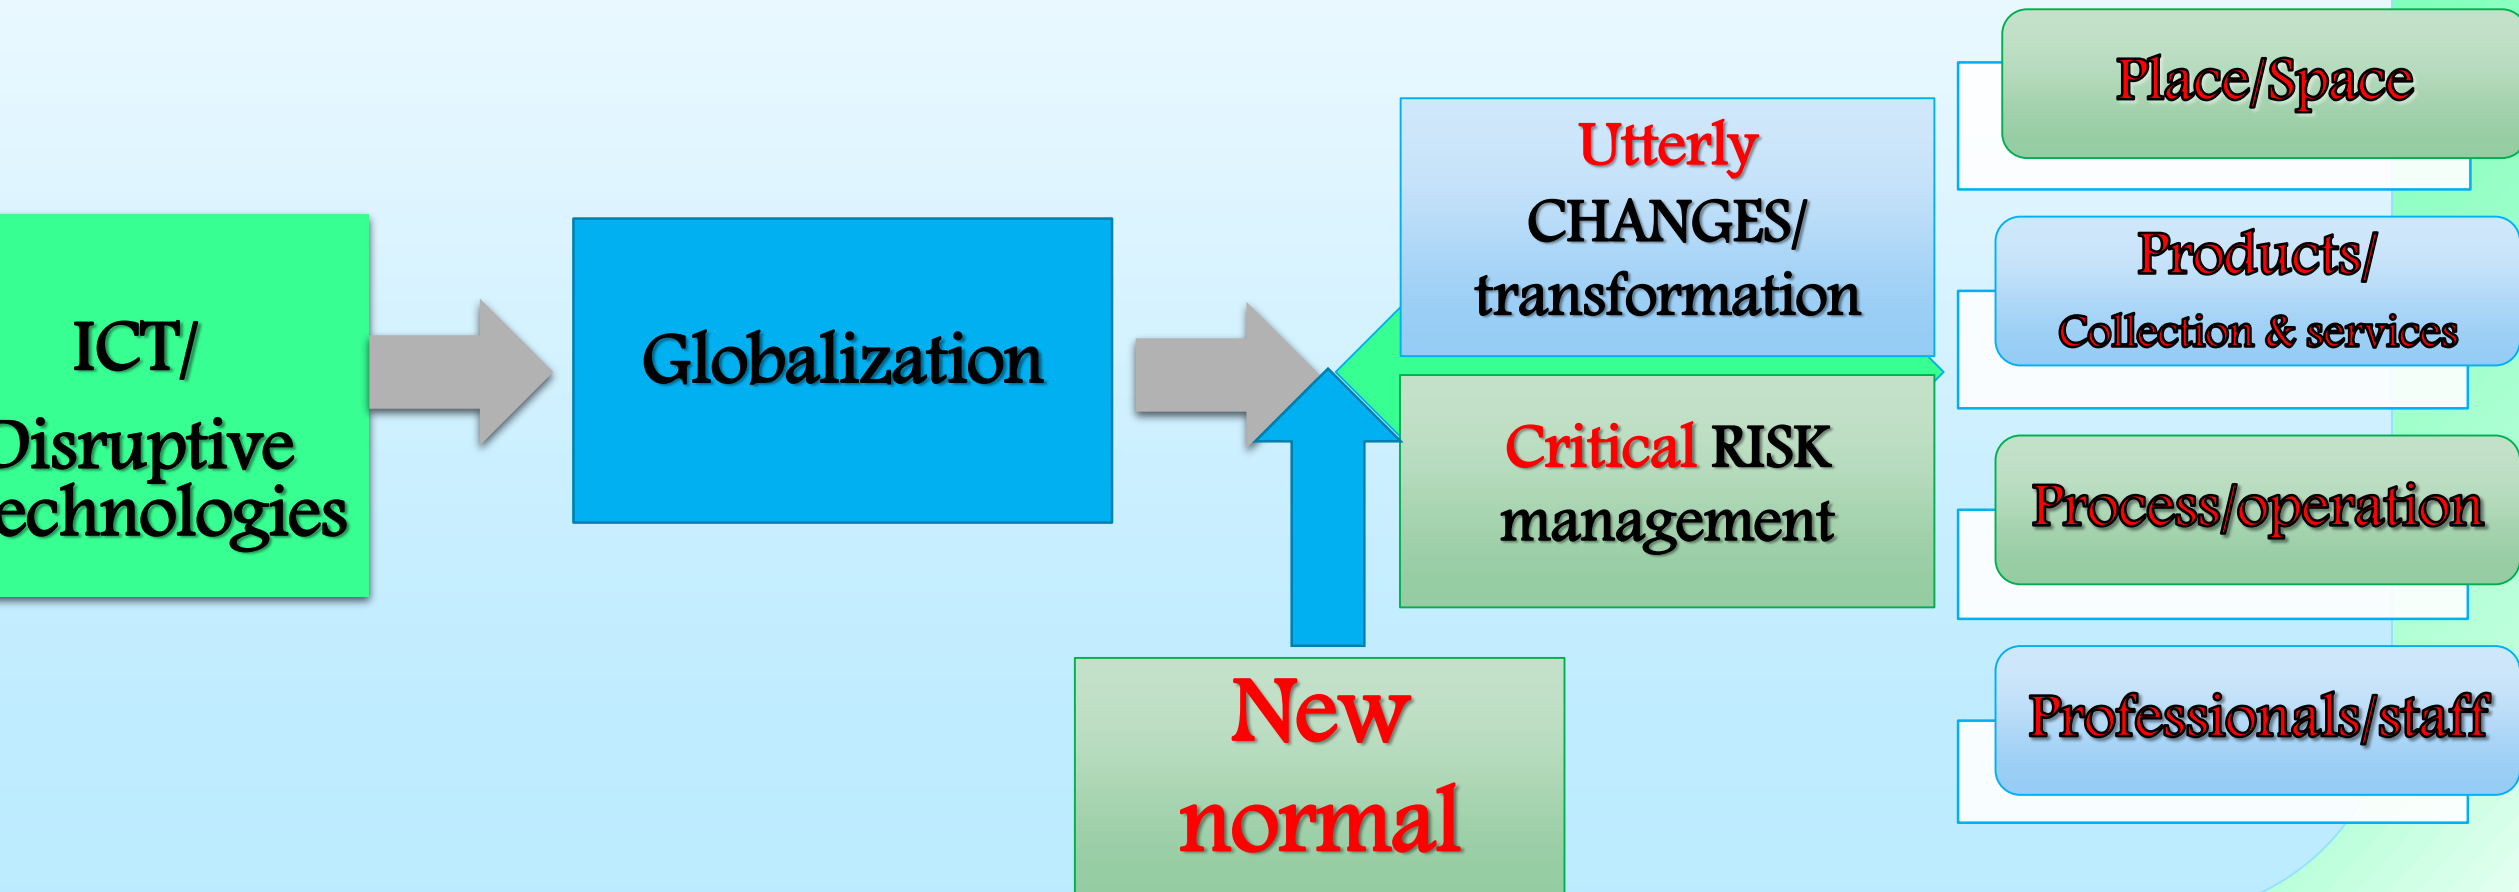 ICT/
Disruptive
echnologies
Globalization
Utterly
CHANGES/
transformation
Critical RISK
management
New
normal
Place/Space
Products/
Collection & services
Process/operation
Professionals/staff